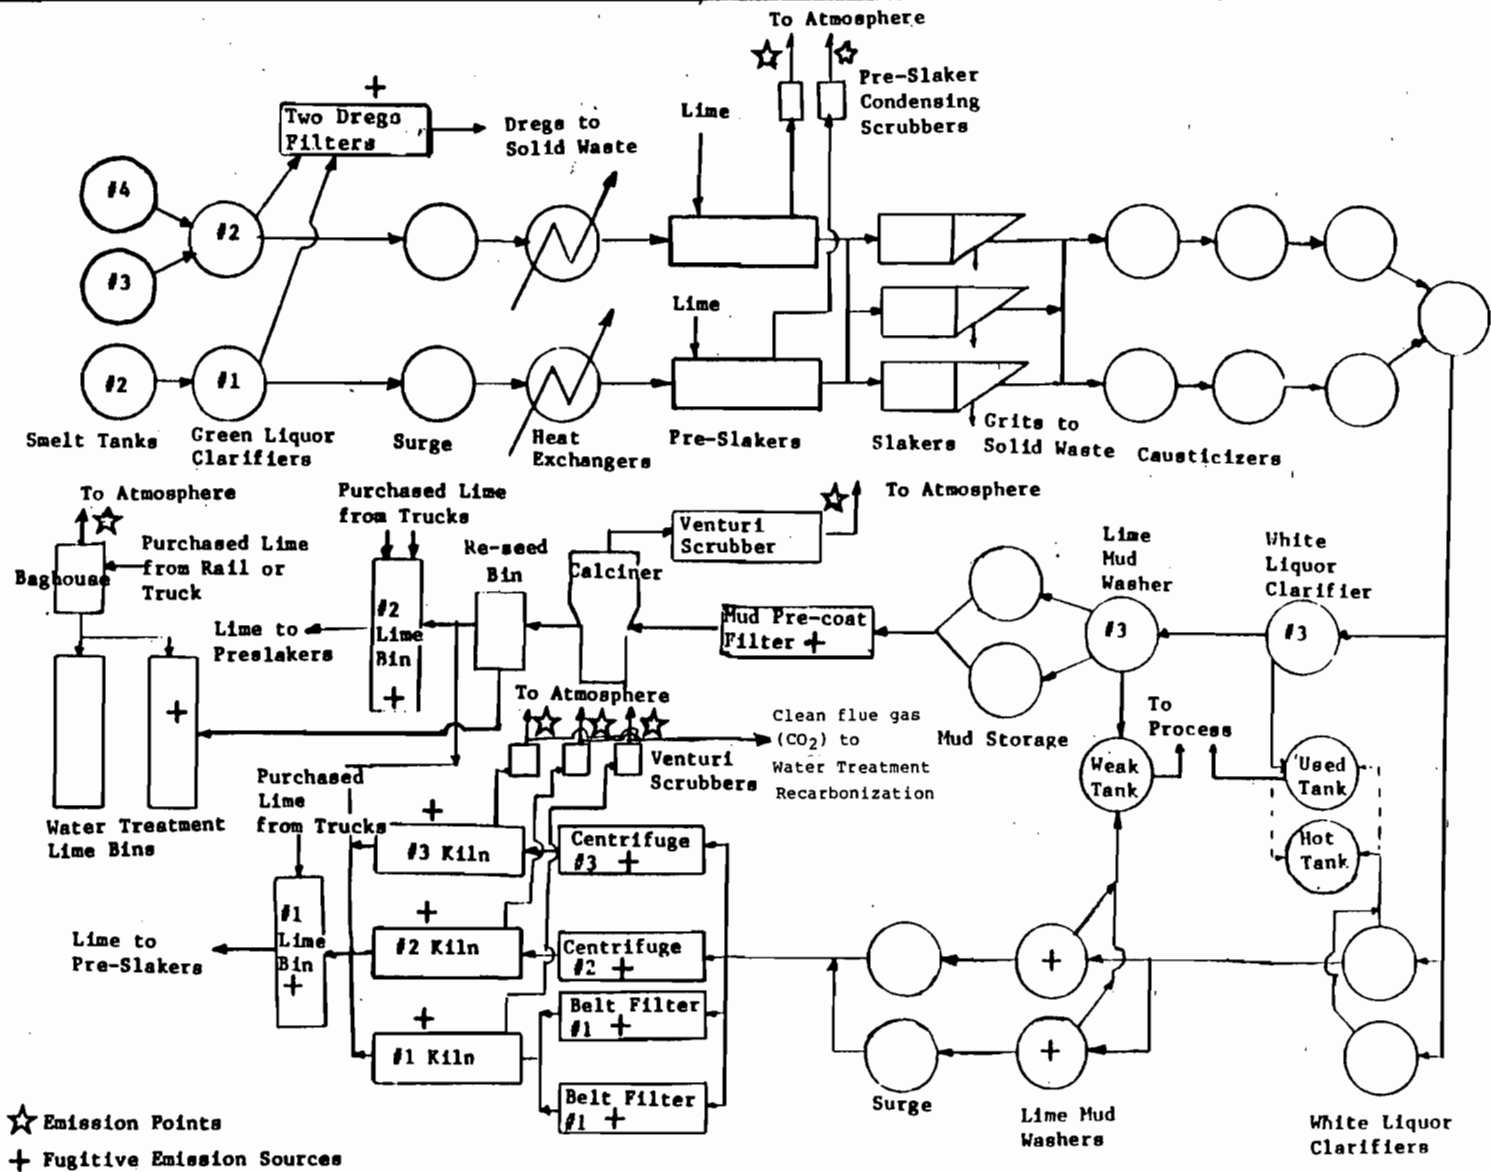 To Atmosphere
Pre-Slaker
Condensing
Scrubbers
Two Drego
Filters
Dregs to
Solid Waste
Lime
#4
#2
#3
Lime
#2
#1
Smelt Tanks
Green Liquor
Clarifiers
Surge
Heat
Exchangers
Pre-Slakers
Slakers
Grits to
Solid Waste
Causticizers
To Atmosphere
Purchased Lime
from Rail or
Truck
Baghouse
Purchased Lime
from Trucks
Re-seed
Bin
Calciner
Venturi
Scrubber
To Atmosphere
Lime
Mud
Washer
White
Liquor
Clarifier
#2
Lime
Bin
Lime to
Preslakers
Mud Pre-coat
Filter
#3
#3
To Atmosphere
Clean flue gas
(CO2) to
Water Treatment
Recarbonization
Mud Storage
To
Process
Weak
Tank
Used
Tank
Hot
Tank
Venturi
Scrubbers
Purchased
Lime
from Trucks
Water Treatment
Lime Bins
#3 Kiln
Centrifuge
#3
#1
Lime
Bin
Lime to
Pre-Slakers
#2 Kiln
Centrifuge
#2
Belt Filter
#1
#1 Kiln
Belt Filter
#1
Surge
Lime Mud
Washers
White Liquor
Clarifiers
Emission Points
Fugitive Emission Sources